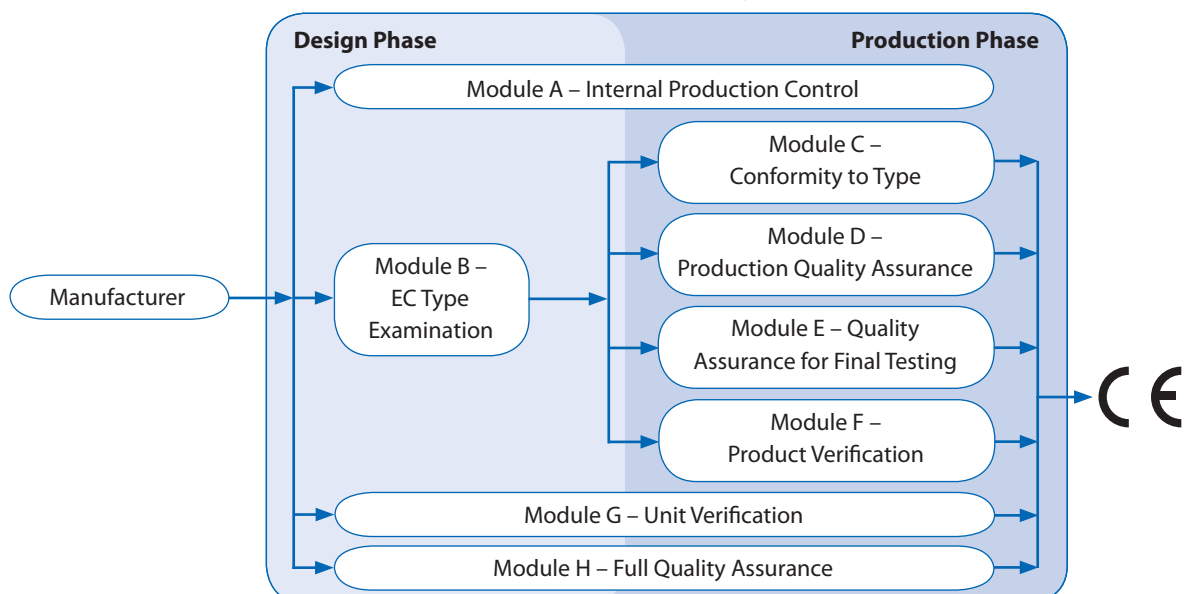 Design Phase
Production Phase
Module A – Internal Production Control
Module C –
Conformity to Type
Module D –
Production Quality Assurance
Manufacturer
Module B –
EC Type
Examination
Module E – Quality
Assurance for Final Testing
CE
Module F –
Product Verification
Module G – Unit Verification
Module H – Full Quality Assurance